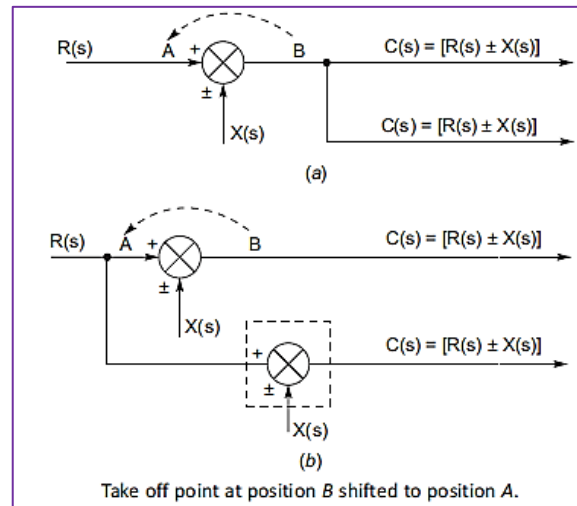 R(s) A + B C(s) = [R(s) ± X(s)]
±
X(s) C(s) = [R(s) ± X(s)]
(a)
R(s) A + B C(s) = [R(s) ± X(s)]
±
X(s)
+ C(s) = [R(s) ± X(s)]
±
X(s)
(b)
Take off point at position B shifted to position A.